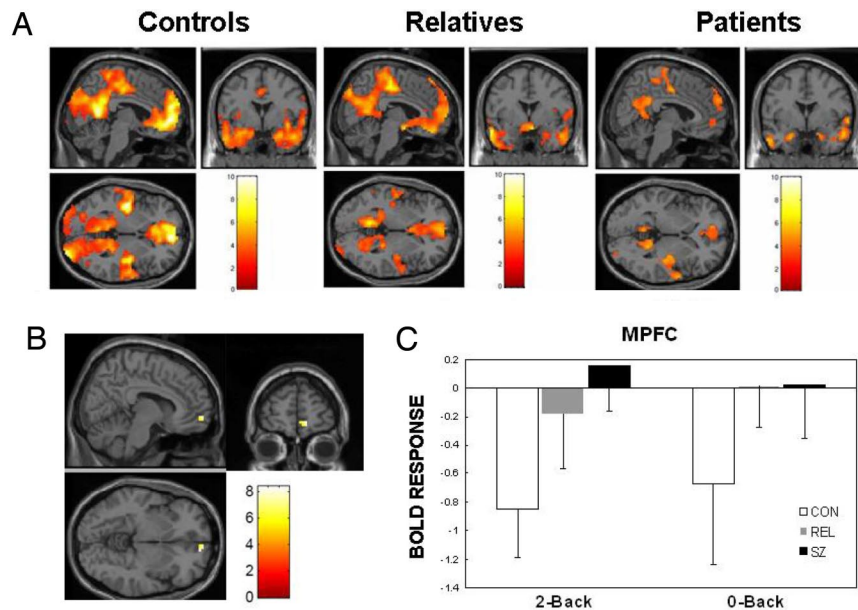 A
Controls
Relatives
Patients
10
8
6
4
2
0
10
8
6
4
2
0
10
8
6
4
2
0
B
8
6
4
2
0
C
MPFC
BOLD RESPONSE
0.2
0
-0.2
-0.4
-0.6
-0.8
-1
-1.2
-1.4
CON
REL
SZ
2-Back
0-Back